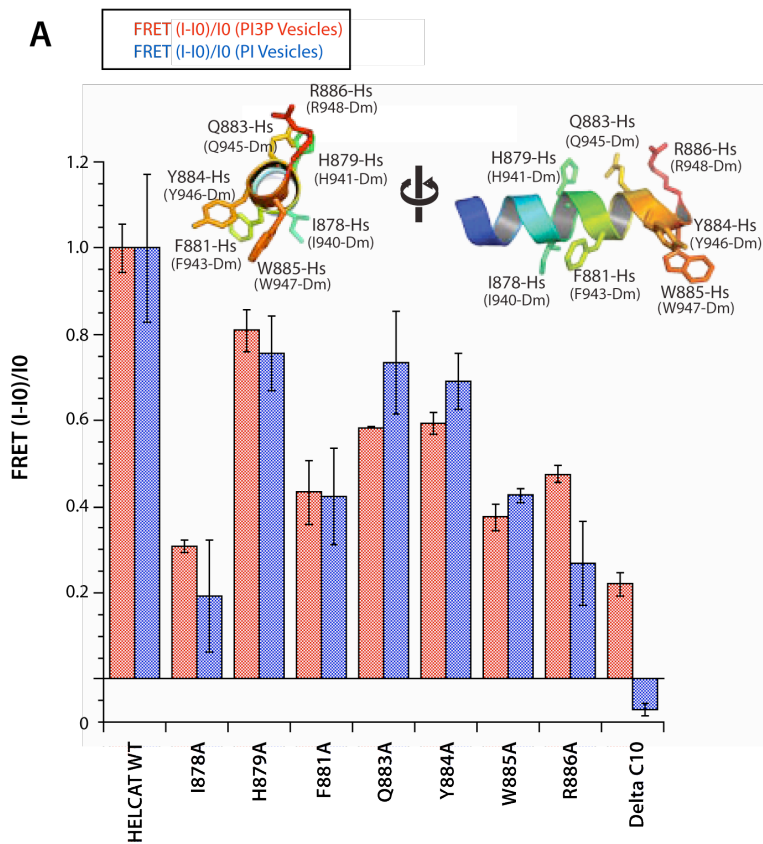 A
FRET (I-I0)/I0 (PI3P Vesicles)
FRET (I-I0)/I0 (PI Vesicles)
R886-Hs
(R948-Dm)
Q883-Hs
(Q945-Dm)
H879-Hs
(H941-Dm)
Y884-Hs
(Y946-Dm)
I878-Hs
(I940-Dm)
F881-Hs
(F943-Dm)
W885-Hs
(W947-Dm)
Q883-Hs
(Q945-Dm)
R886-Hs
(R948-Dm)
H879-Hs
(H941-Dm)
Y884-Hs
(Y946-Dm)
I878-Hs
(I940-Dm)
F881-Hs
(F943-Dm)
W885-Hs
(W947-Dm)
FRET (I-I0)/I0
1.2
1.0
0.8
0.6
0.4
0.2
0
HELCAT WT
I878A
H879A
F881A
Q883A
Y884A
W885A
R886A
Delta C10